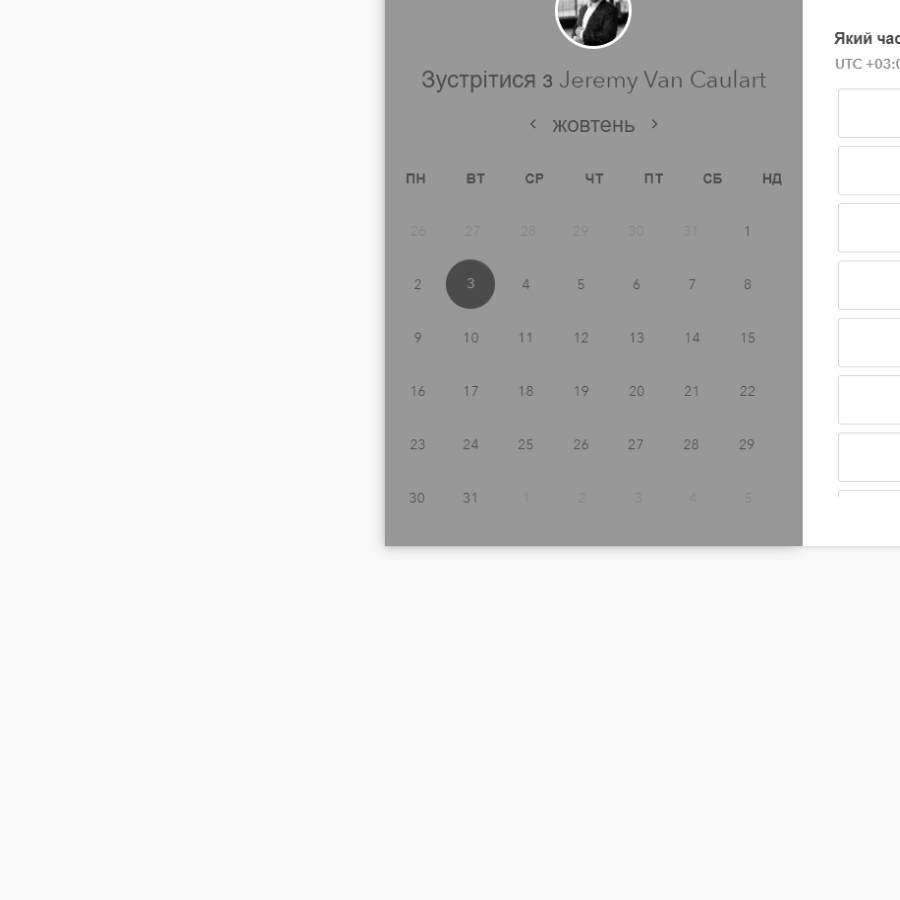 Зустрітися з Jeremy Van Caulart
жовтень
ПН ВТ СР ЧТ ПТ СБ НД
26 27 28 29 30 31 1
2 3 4 5 6 7 8
9 10 11 12 13 14 15
16 17 18 19 20 21 22
23 24 25 26 27 28 29
30 31 1 2 3 4 5
Який час
UTC +03:0